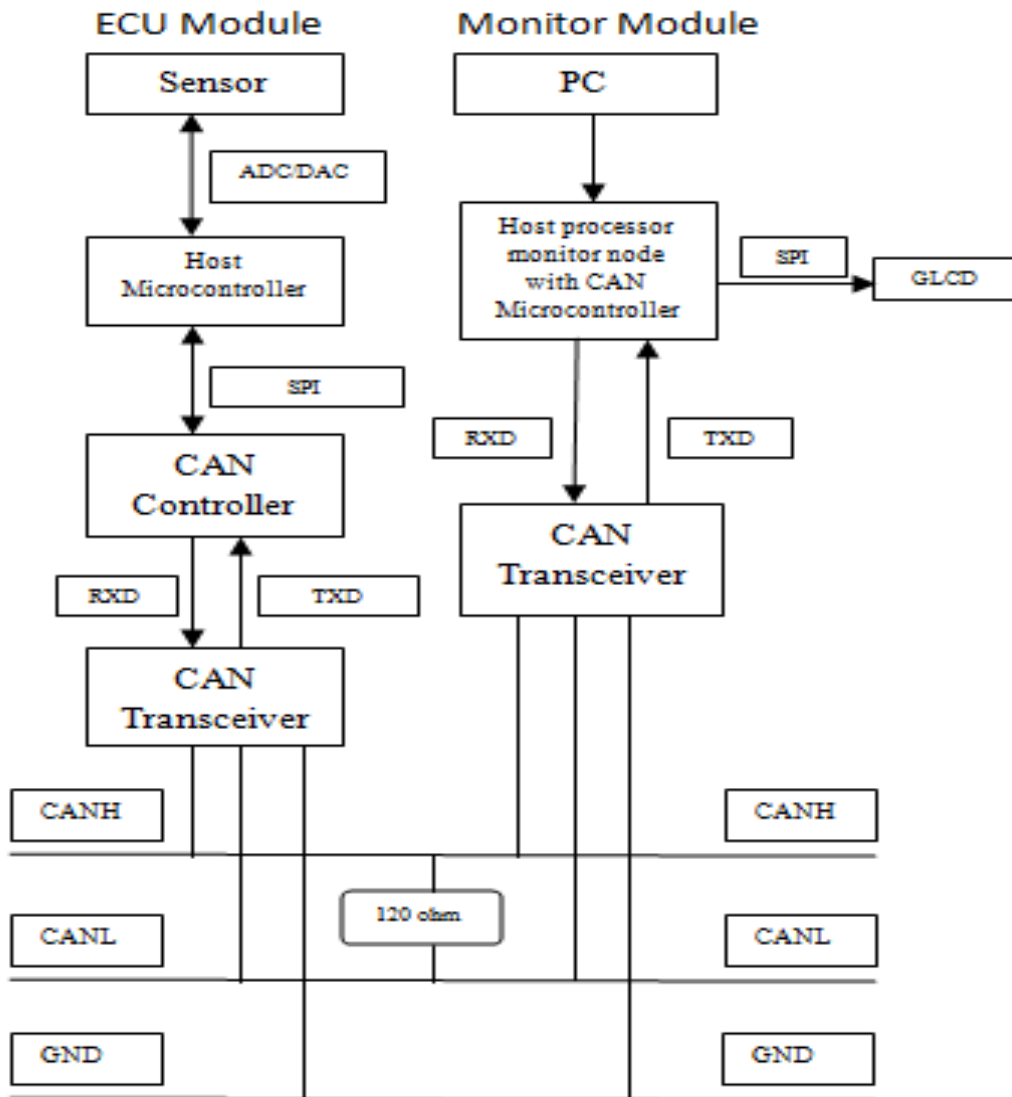 ECU Module
Monitor Module
Sensor
PC
ADC/DAC
Host
Microcontroller
Host processor
monitor node
with CAN
Microcontroller
SPI
GLCD
SPI
RXD
TXD
CAN
Controller
CAN
Transceiver
RXD
TXD
CAN
Transceiver
CANH
CANH
120 ohm
CANL
CANL
GND
GND